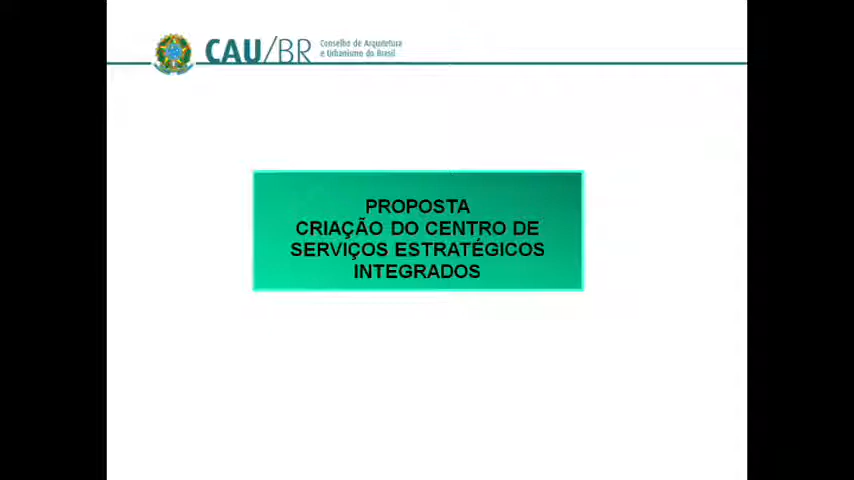 CAU/BR
Conselho de Arquitetura
e Urbanismo do Brasil
PROPOSTA
CRIAÇÃO DO CENTRO DE
SERVIÇOS ESTRATÉGICOS
INTEGRADOS